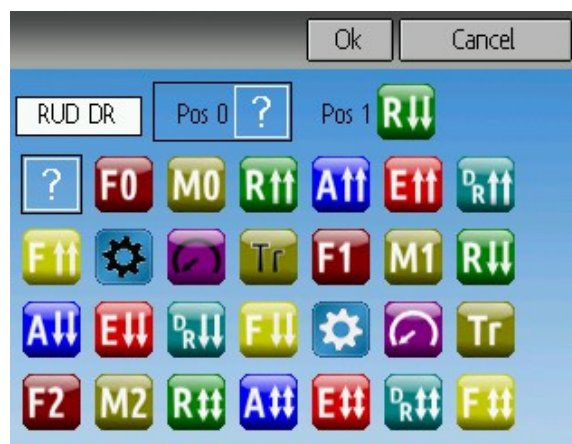 Ok Cancel
RUD DR Pos 0 ? Pos 1 R⇊
? F0 M0 R⇈ A⇈ E⇈ DR⇈
F⇈ Tr F1 M1 R⇊
A⇊ E⇊ DR⇊ F⇊ Tr
F2 M2 R⇅ A⇅ E⇅ DR⇅ F⇅